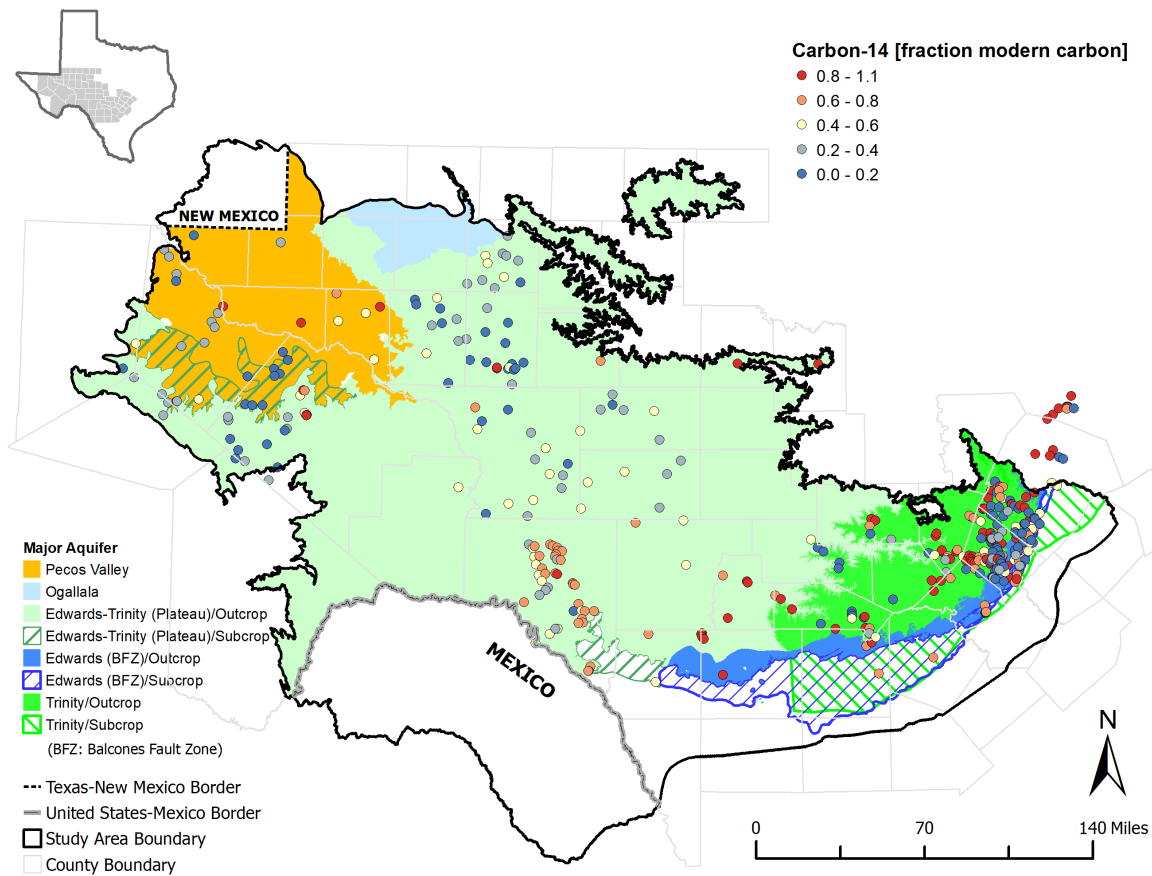 Carbon-14 [fraction modern carbon]
0.8 - 1.1
0.6 - 0.8
0.4 - 0.6
0.2 - 0.4
0.0 - 0.2
NEW MEXICO
MEXICO
Major Aquifer
Pecos Valley
Ogallala
Edwards-Trinity (Plateau)/Outcrop
Edwards-Trinity (Plateau)/Subcrop
Edwards (BFZ)/Outcrop
Edwards (BFZ)/Subcrop
Trinity/Outcrop
Trinity/Subcrop
(BFZ: Balcones Fault Zone)
Texas-New Mexico Border
United States-Mexico Border
Study Area Boundary
County Boundary
N
0 70 140 Miles